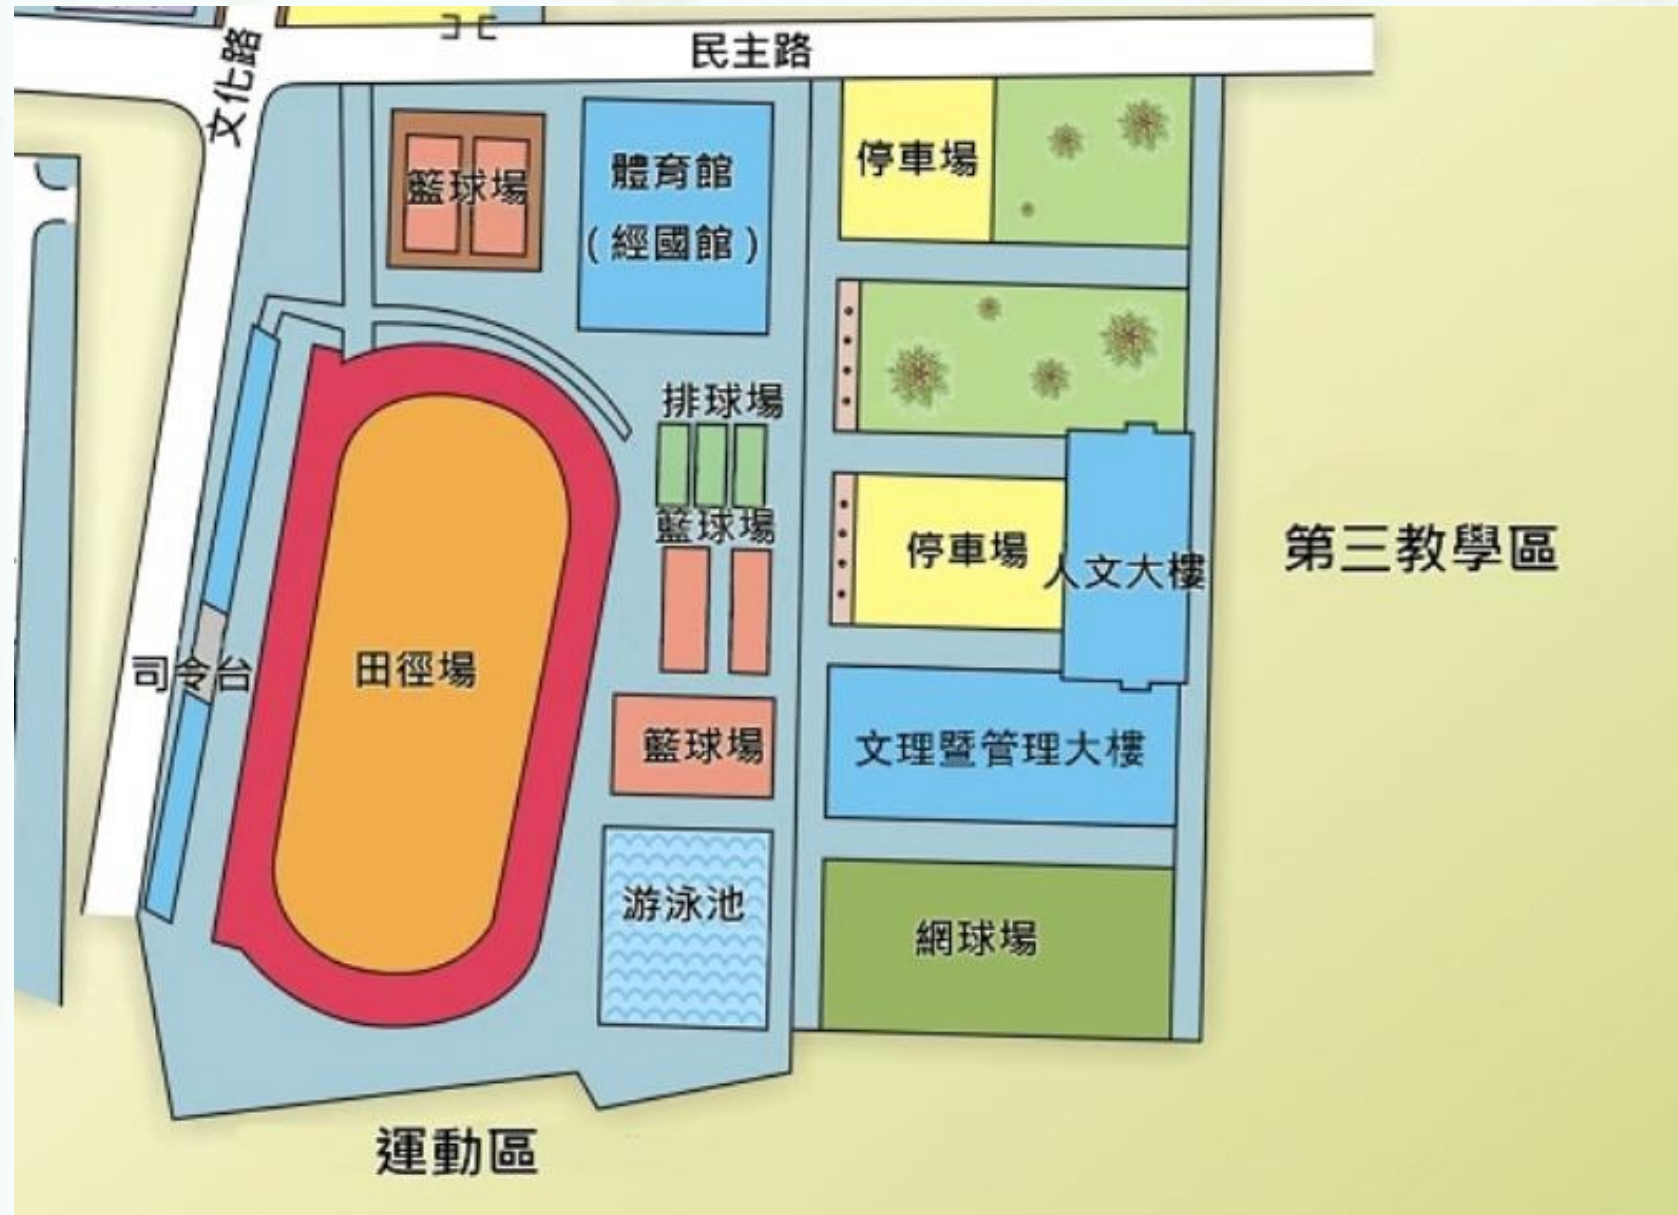 文化路
民主路
籃球場
體育館
（經國館）
停車場
排球場
籃球場
停車場
人文大樓
第三教學區
司令台
田徑場
籃球場
文理暨管理大樓
游泳池
網球場
運動區